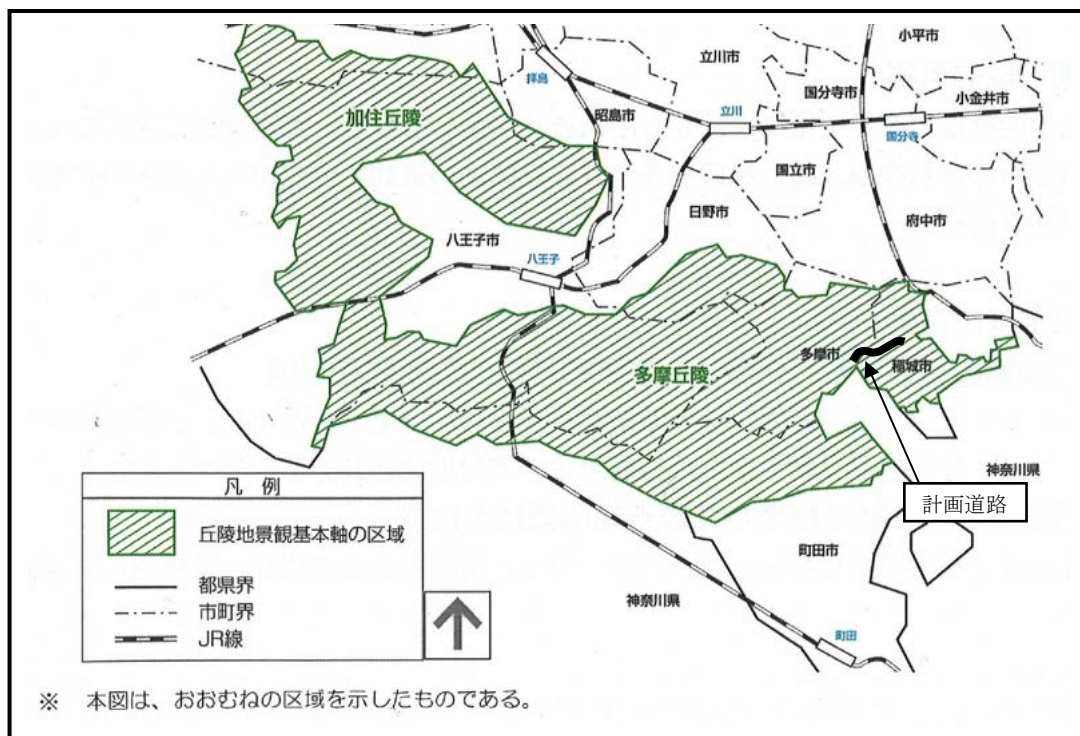 小平市
立川市
国分寺市
小金井市
拝島
昭島市
立川
国分寺
加住丘陵
国立市
日野市
府中市
八王子市
八王子
多摩市
稲城市
多摩丘陵
神奈川県
計画道路
町田市
神奈川県
町田
凡 例
丘陵地景観基本軸の区域
都県界
市町界
JR線
※ 本図は、おおむねの区域を示したものである。